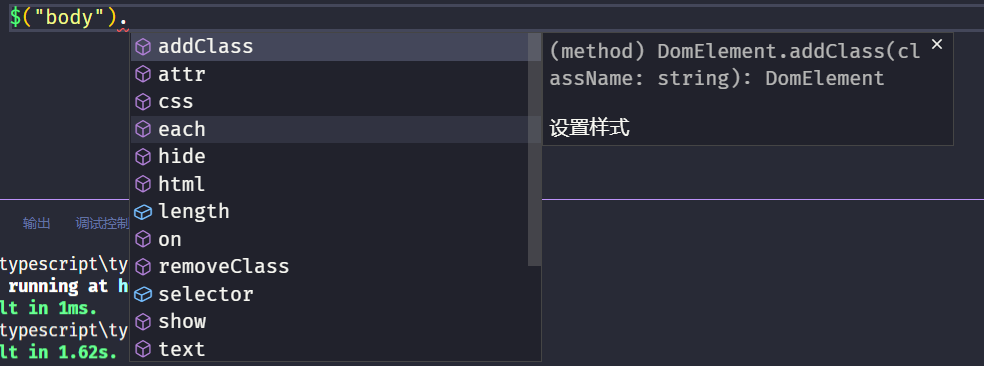 $("body").
addClass
attr
css
each
hide
html
length
on
removeClass
selector
show
text
(method) DomElement.addClass(cl
assName: string): DomElement
设置样式
输出 调试控制
typescript\ty
running at h
lt in 1ms.
typescript\ty
lt in 1.62s.